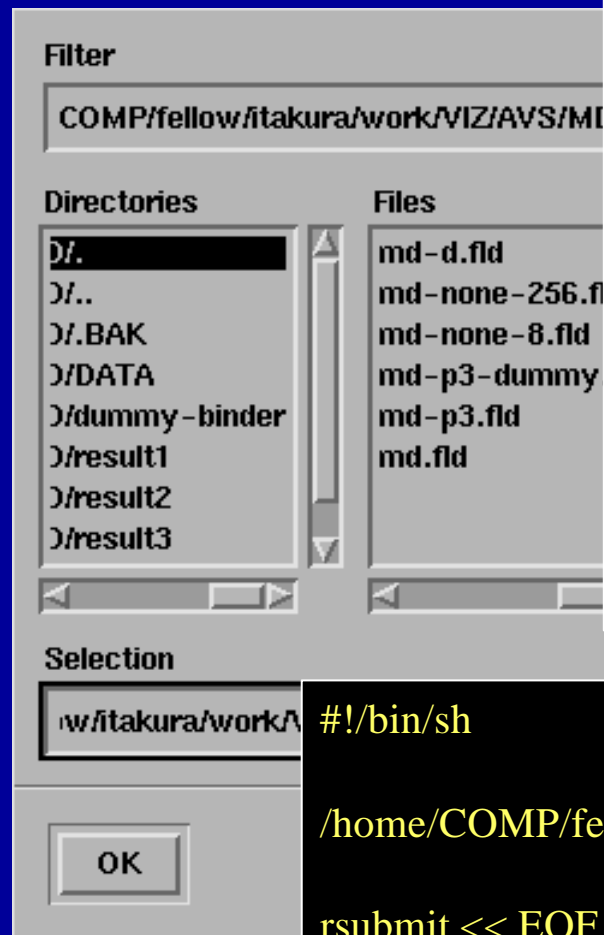 Filter
COMP/fellow/itakura/work/VIZ/AVS/MD
Directories
Files
D/.
D/..
D/.BAK
D/DATA
D/dummy-binder
D/result1
D/result2
D/result3
md-d.fld
md-none-256.fl
md-none-8.fld
md-p3-dummy
md-p3.fld
md.fld
Selection
w/itakura/work/V
OK
#!/bin/sh
/home/COMP/fe
rsubmit << EOF